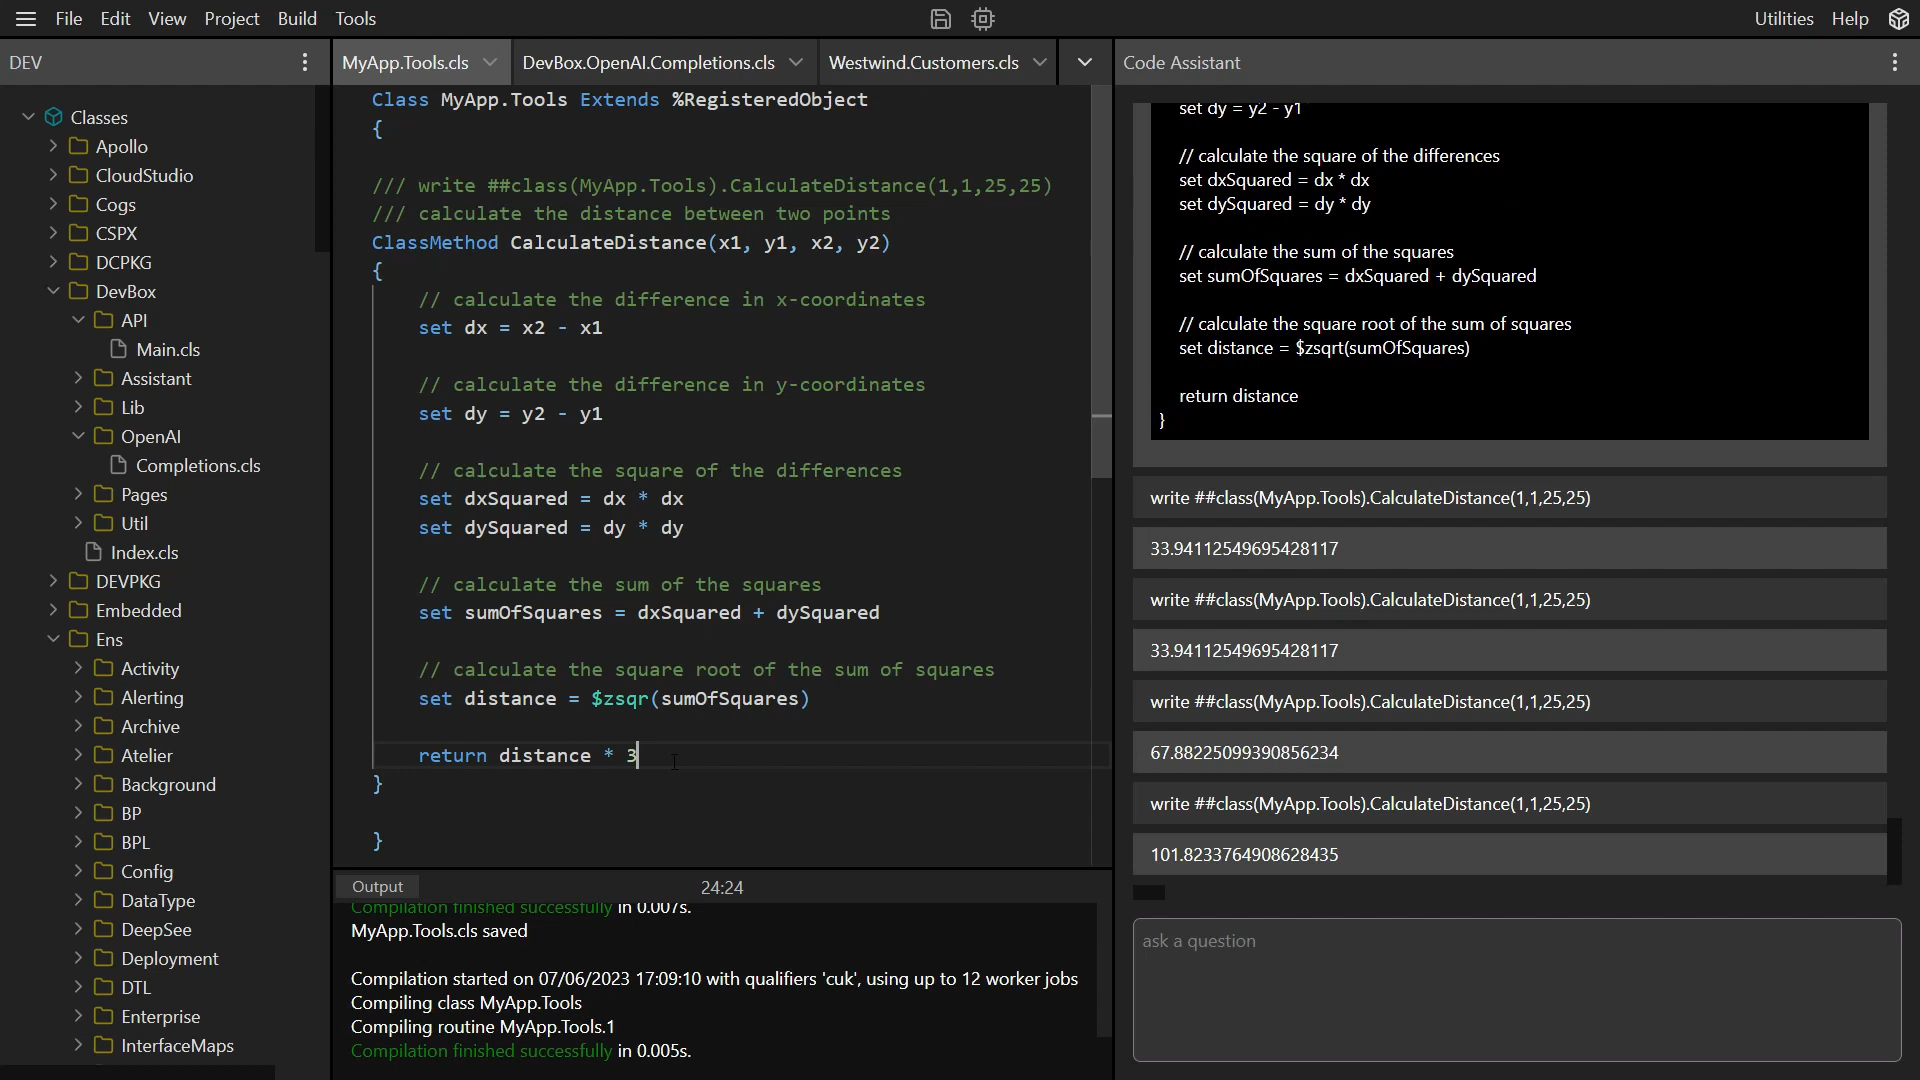 File Edit View Project Build Tools
Utilities Help
DEV
MyApp.Tools.cls
DevBox.OpenAI.Completions.cls
Westwind.Customers.cls
Code Assistant
Classes
Apollo
CloudStudio
Cogs
CSPX
DCPKG
DevBox
API
Main.cls
Assistant
Lib
OpenAI
Completions.cls
Pages
Util
Index.cls
DEVPKG
Embedded
Ens
Activity
Alerting
Archive
Atelier
Background
BP
BPL
Config
DataType
DeepSee
Deployment
DTL
Enterprise
InterfaceMaps
Class MyApp.Tools Extends %RegisteredObject
{
/// write ##class(MyApp.Tools).CalculateDistance(1,1,25,25)
/// calculate the distance between two points
ClassMethod CalculateDistance(x1, y1, x2, y2)
{
// calculate the difference in x-coordinates
set dx = x2 - x1
// calculate the difference in y-coordinates
set dy = y2 - y1
// calculate the square of the differences
set dxSquared = dx * dx
set dySquared = dy * dy
// calculate the sum of the squares
set sumOfSquares = dxSquared + dySquared
// calculate the square root of the sum of squares
set distance = $zsqr(sumOfSquares)
return distance * 3
}
}
Output
24:24
Compilation finished successfully in 0.007s.
MyApp.Tools.cls saved
Compilation started on 07/06/2023 17:09:10 with qualifiers 'cuk', using up to 12 worker jobs
Compiling class MyApp.Tools
Compiling routine MyApp.Tools.1
Compilation finished successfully in 0.005s.
set dy = y2 - y1
// calculate the square of the differences
set dxSquared = dx * dx
set dySquared = dy * dy
// calculate the sum of the squares
set sumOfSquares = dxSquared + dySquared
// calculate the square root of the sum of squares
set distance = $zsqrt(sumOfSquares)
return distance
}
write ##class(MyApp.Tools).CalculateDistance(1,1,25,25)
33.94112549695428117
write ##class(MyApp.Tools).CalculateDistance(1,1,25,25)
33.94112549695428117
write ##class(MyApp.Tools).CalculateDistance(1,1,25,25)
67.88225099390856234
write ##class(MyApp.Tools).CalculateDistance(1,1,25,25)
101.8233764908628435
ask a question